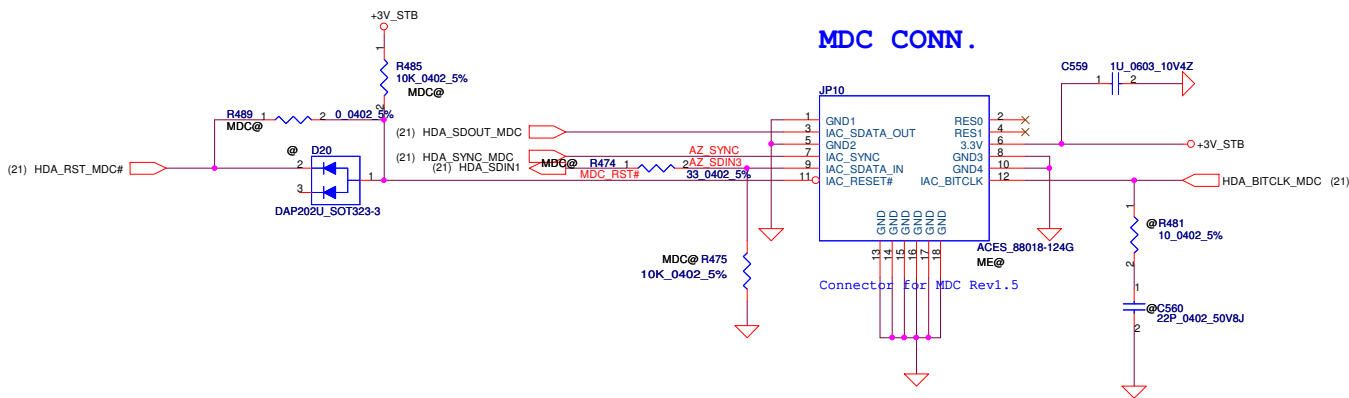 +3V_STB
MDC CONN.
1
R485
10K_0402_5%
MDC@
2
C559
1U_0603_10V4Z
1
2
JP10
R489
1
2
0_0402_5%
MDC@
(21) HDA_SDOUT_MDC
1
GND1
RES0
2
3
IAC_SDATA_OUT
RES1
4
5
GND2
3.3V
6
+3V_STB
@
D20
(21) HDA_SYNC_MDC
AZ_SYNC
7
IAC_SYNC
GND3
8
(21) HDA_RST_MDC#
2
(21) HDA_SDIN1
MDC@
R474
1
2
AZ_SDIN3
9
IAC_SDATA_IN
GND4
10
3
1
MDC_RST#
33_0402_5%
11
IAC_RESET#
IAC_BITCLK
12
HDA_BITCLK_MDC (21)
DAP202U_SOT323-3
GND
GND
GND
GND
GND
GND
13
14
15
16
17
18
1
@R481
10_0402_5%
2
ACES_88018-124G
ME@
MDC@ R475
10K_0402_5%
1
2
Connector for MDC Rev1.5
1
@C560
22P_0402_50V8J
2